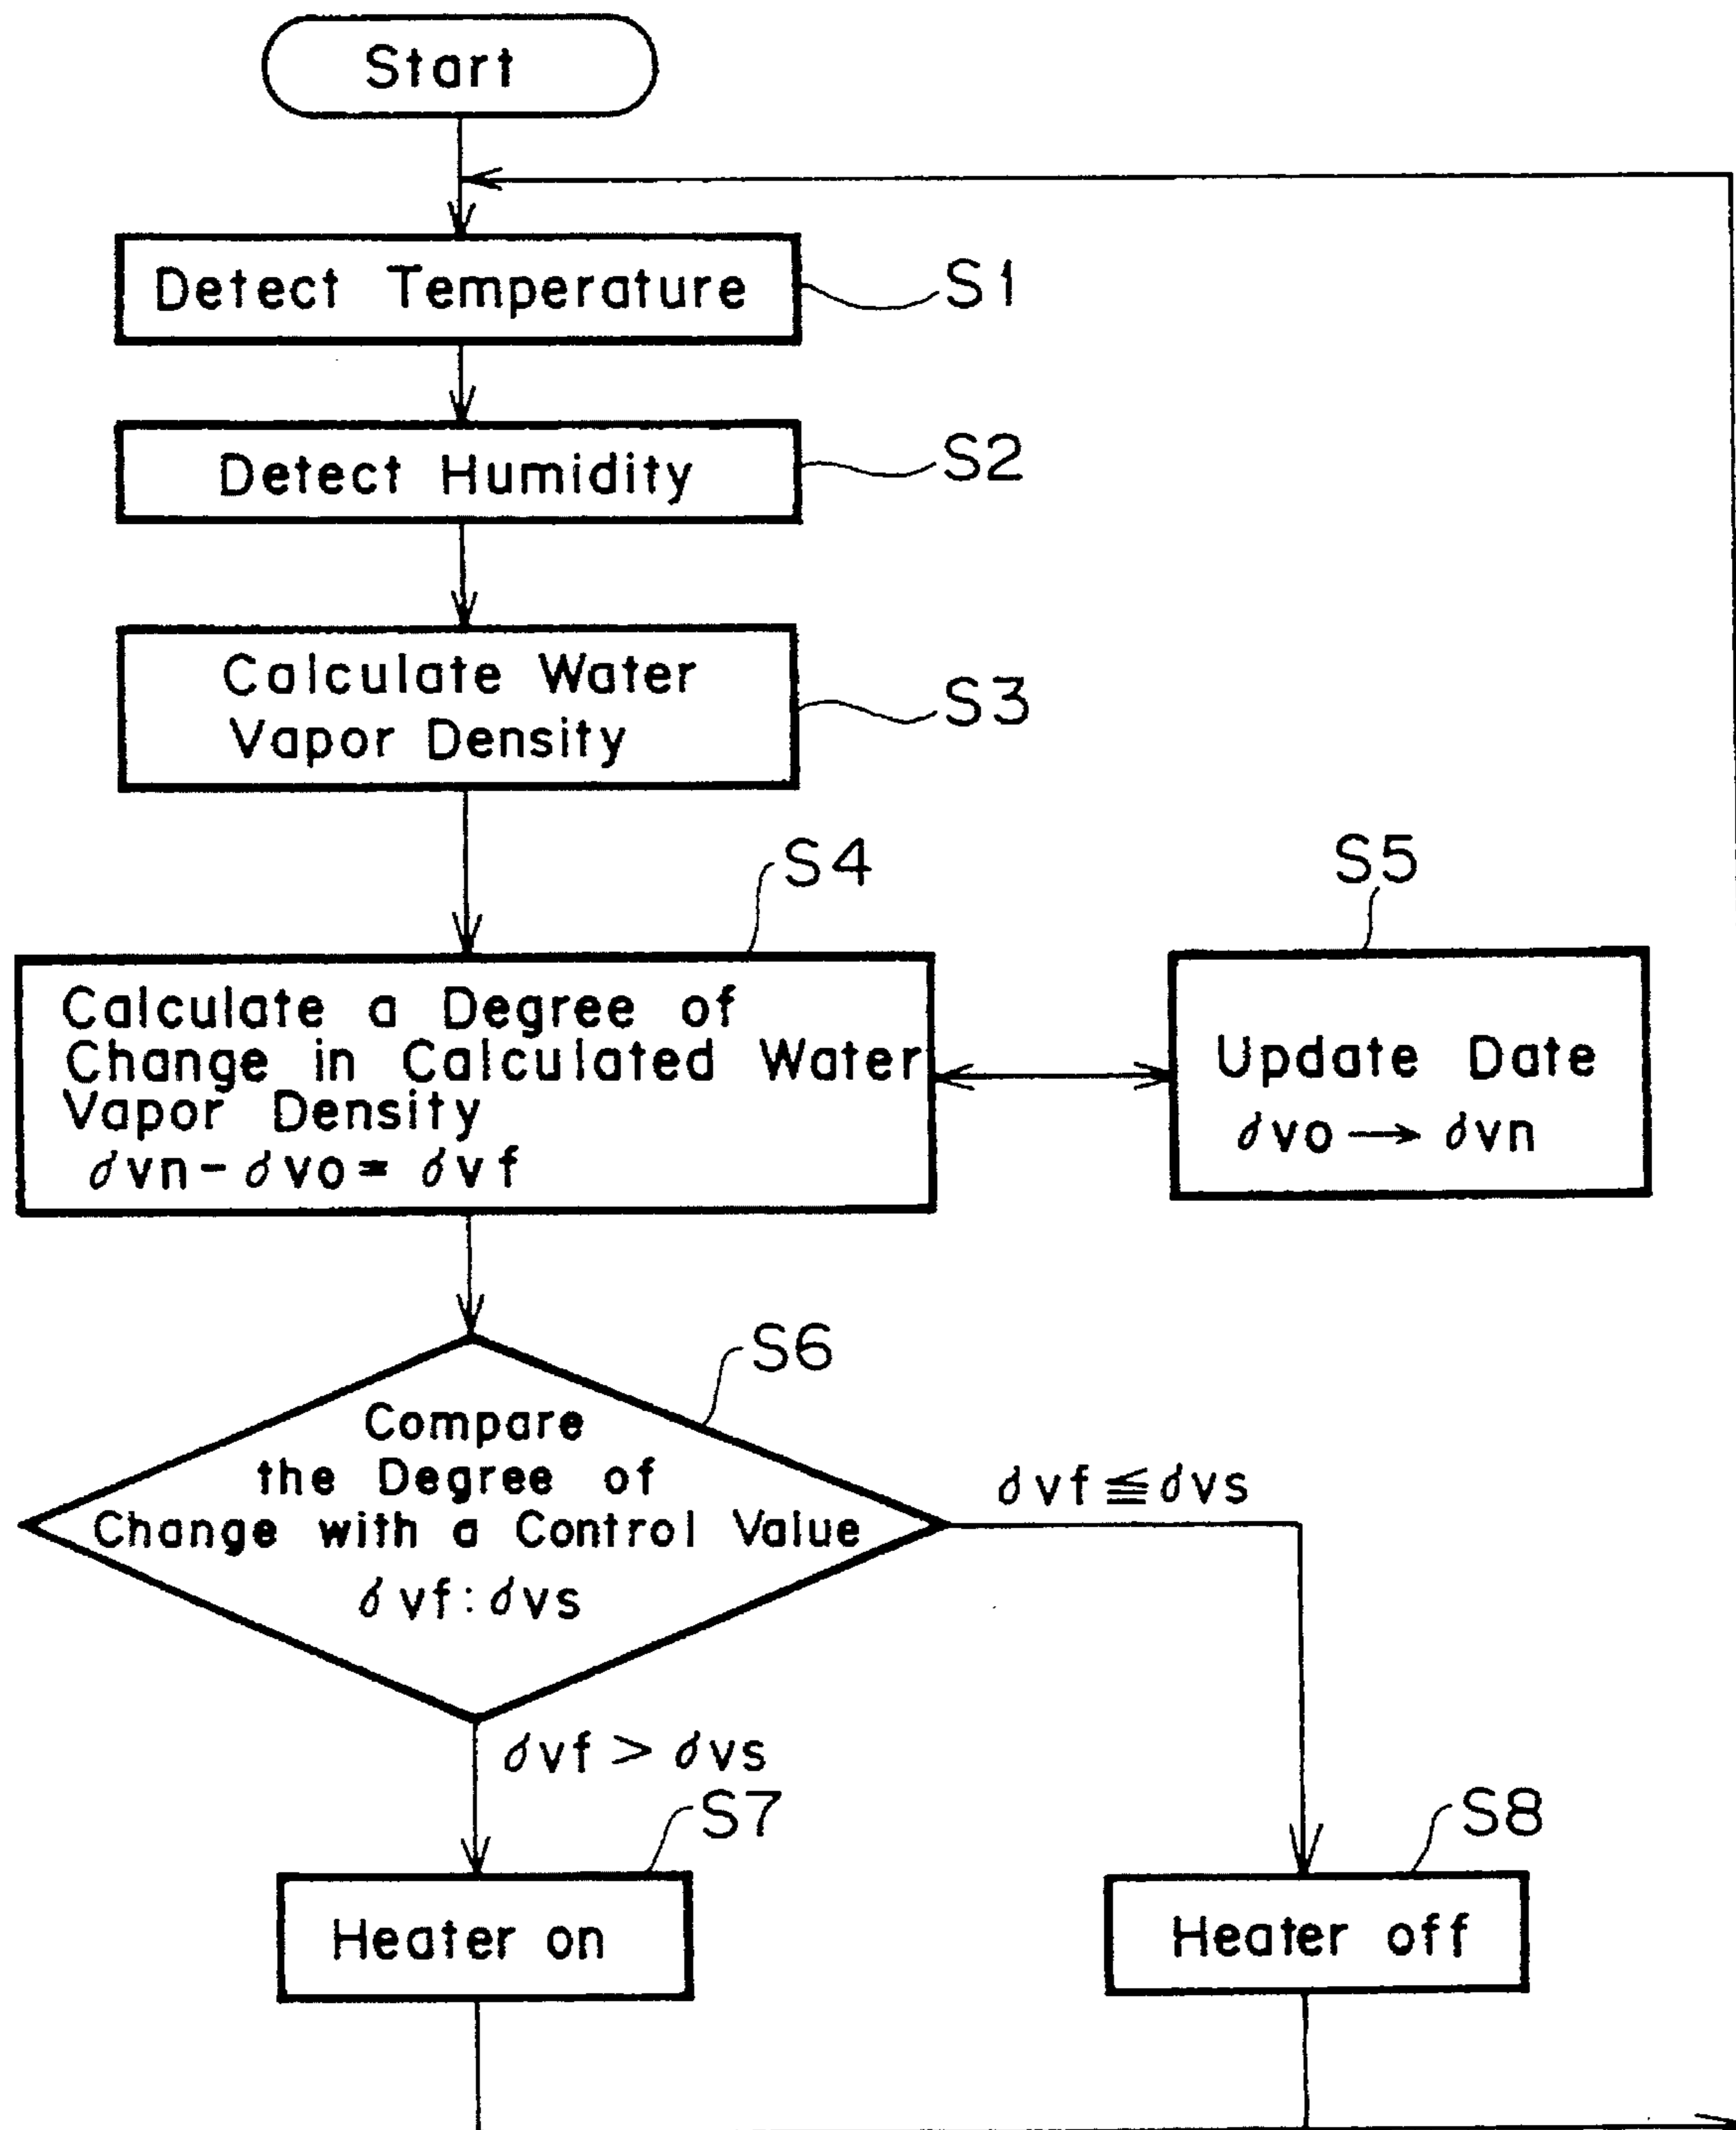 Start
Detect Temperature
S1
Detect Humidity
S2
Calculate Water
Vapor Density
S3
S4
Calculate a Degree of
Change in Calculated Water
Vapor Density
δvn-δvo=δvf
S5
Update Date
δvo→δvn
S6
Compare
the Degree of
Change with a Control Value
δvf:δvs
δvf≦δvs
δvf>δvs
S7
Heater on
S8
Heater off